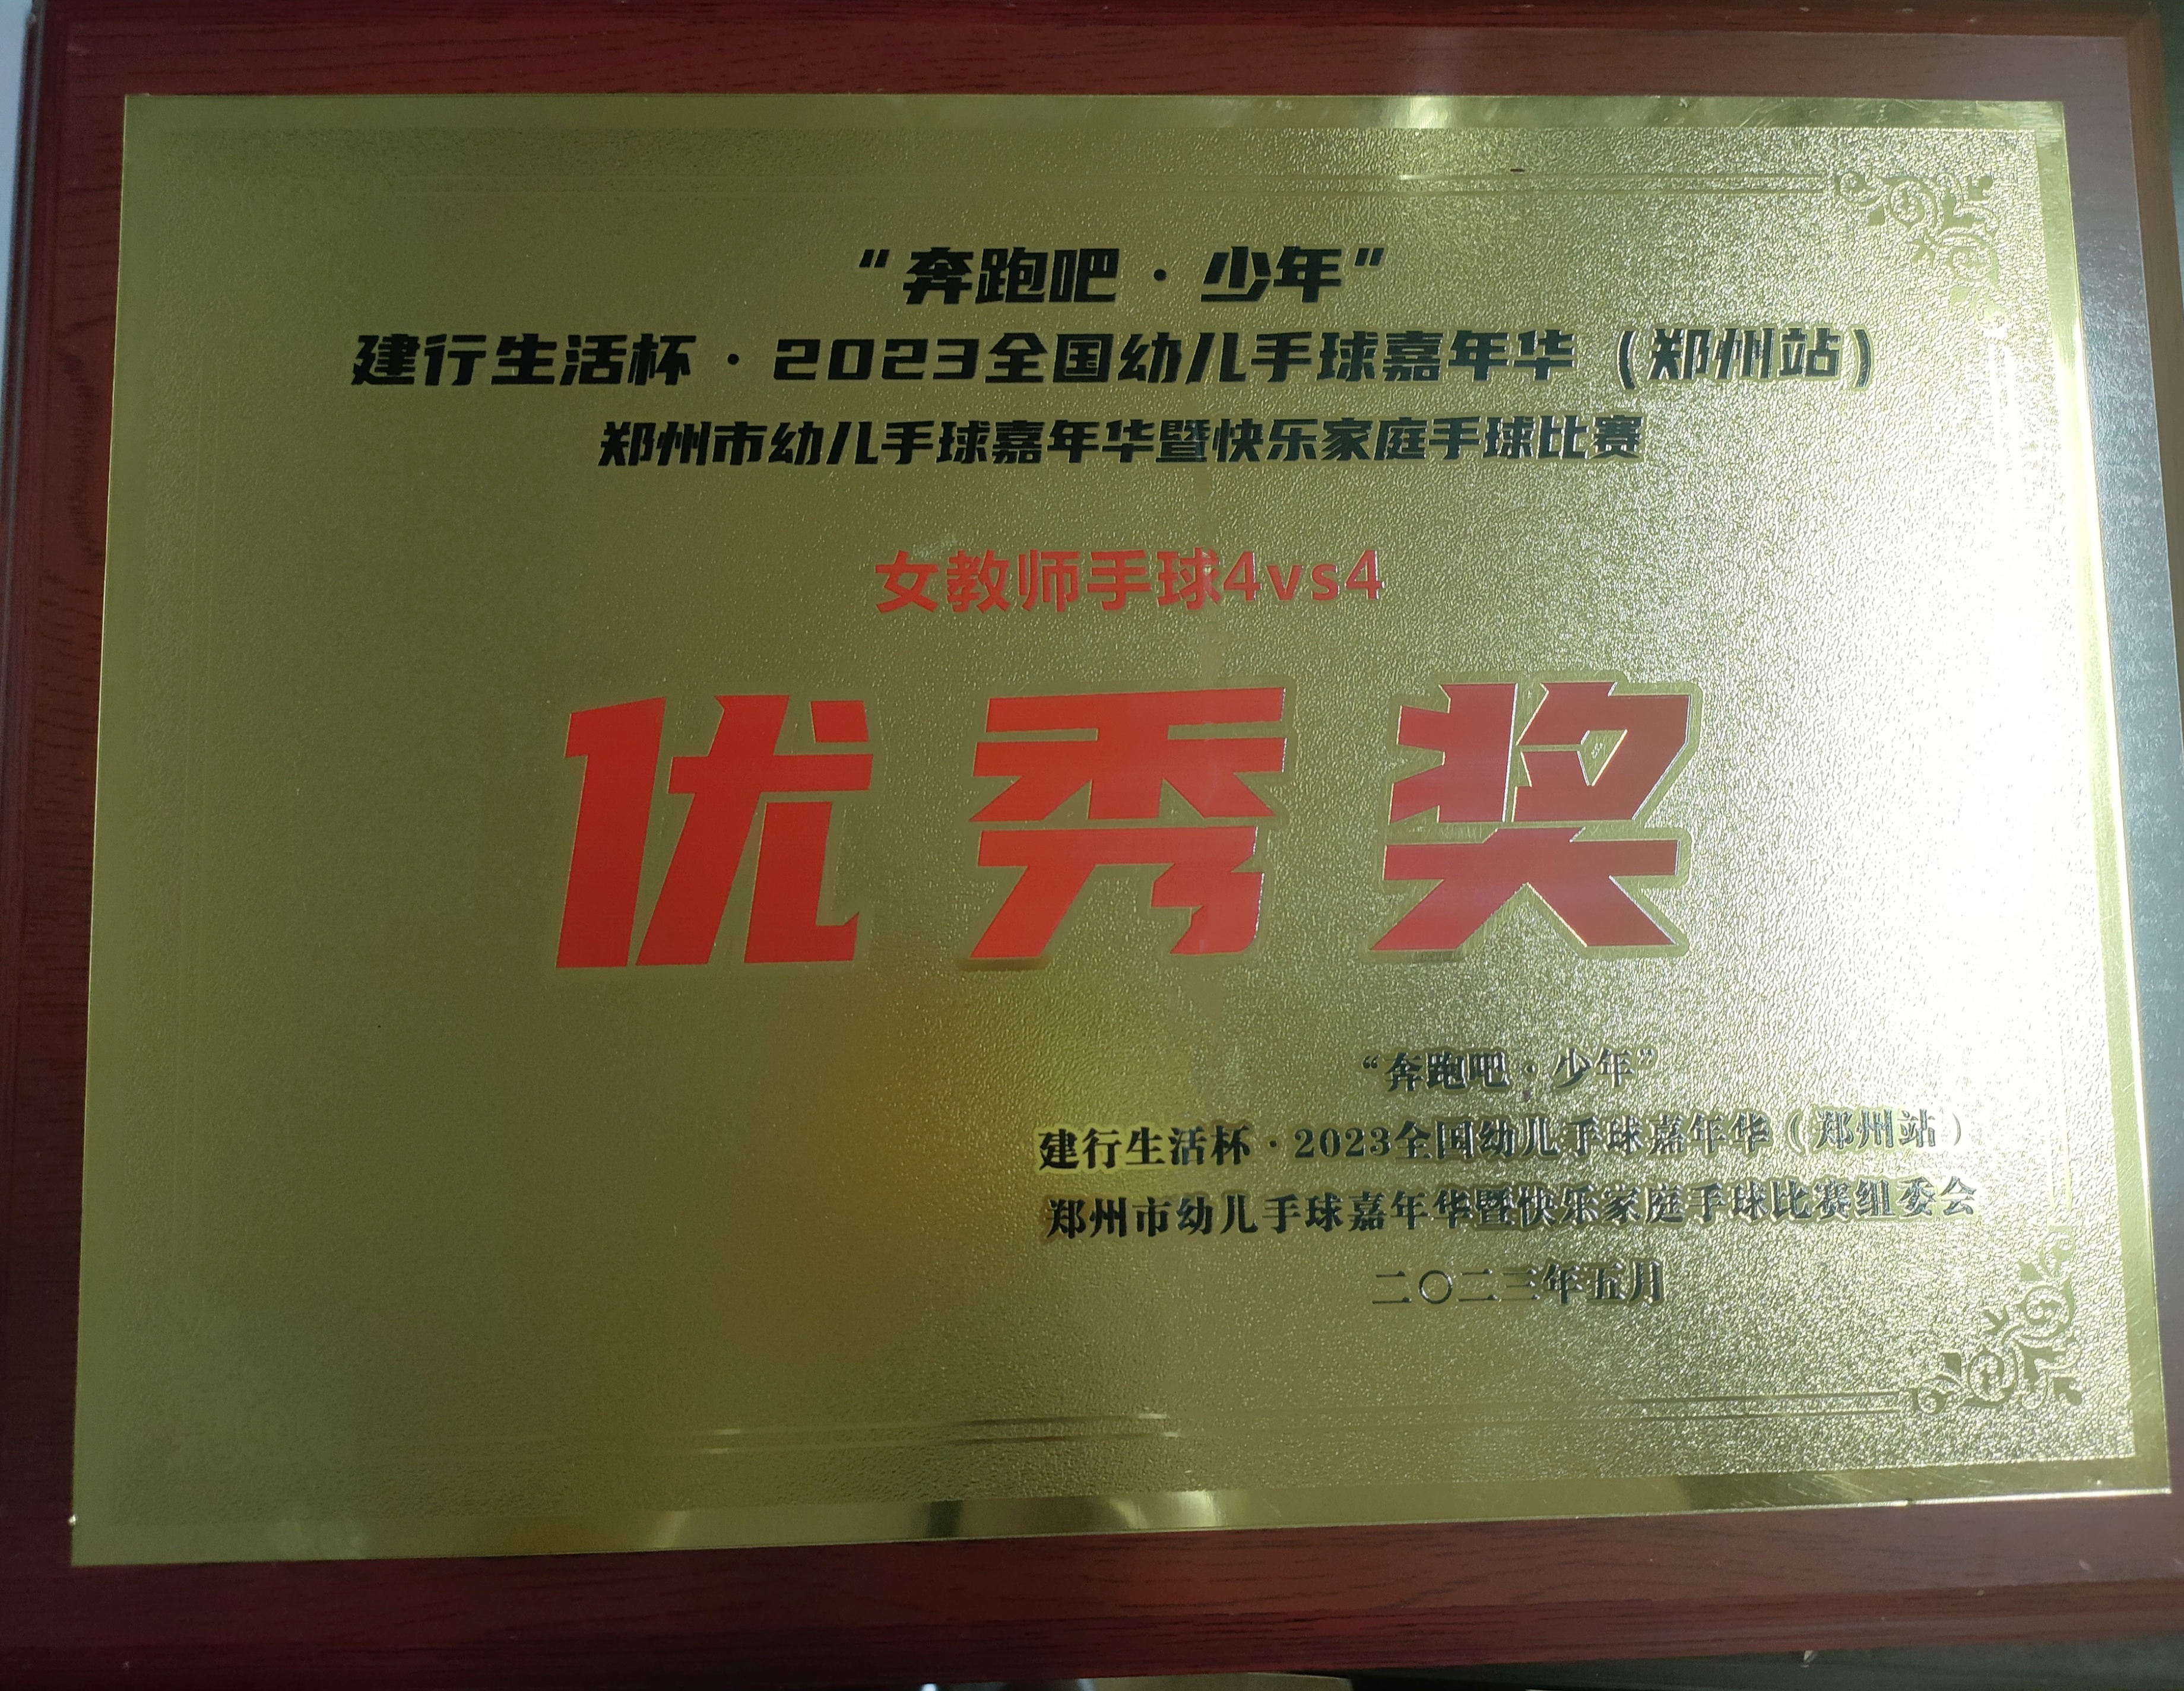 “奔跑吧·少年”
建行生活杯·2023全国幼儿手球嘉年华（郑州站）
郑州市幼儿手球嘉年华暨快乐家庭手球比赛
女教师手球4vs4
优秀奖
“奔跑吧·少年”
建行生活杯·2023全国幼儿手球嘉年华（郑州站）
郑州市幼儿手球嘉年华暨快乐家庭手球比赛组委会
二〇二三年五月